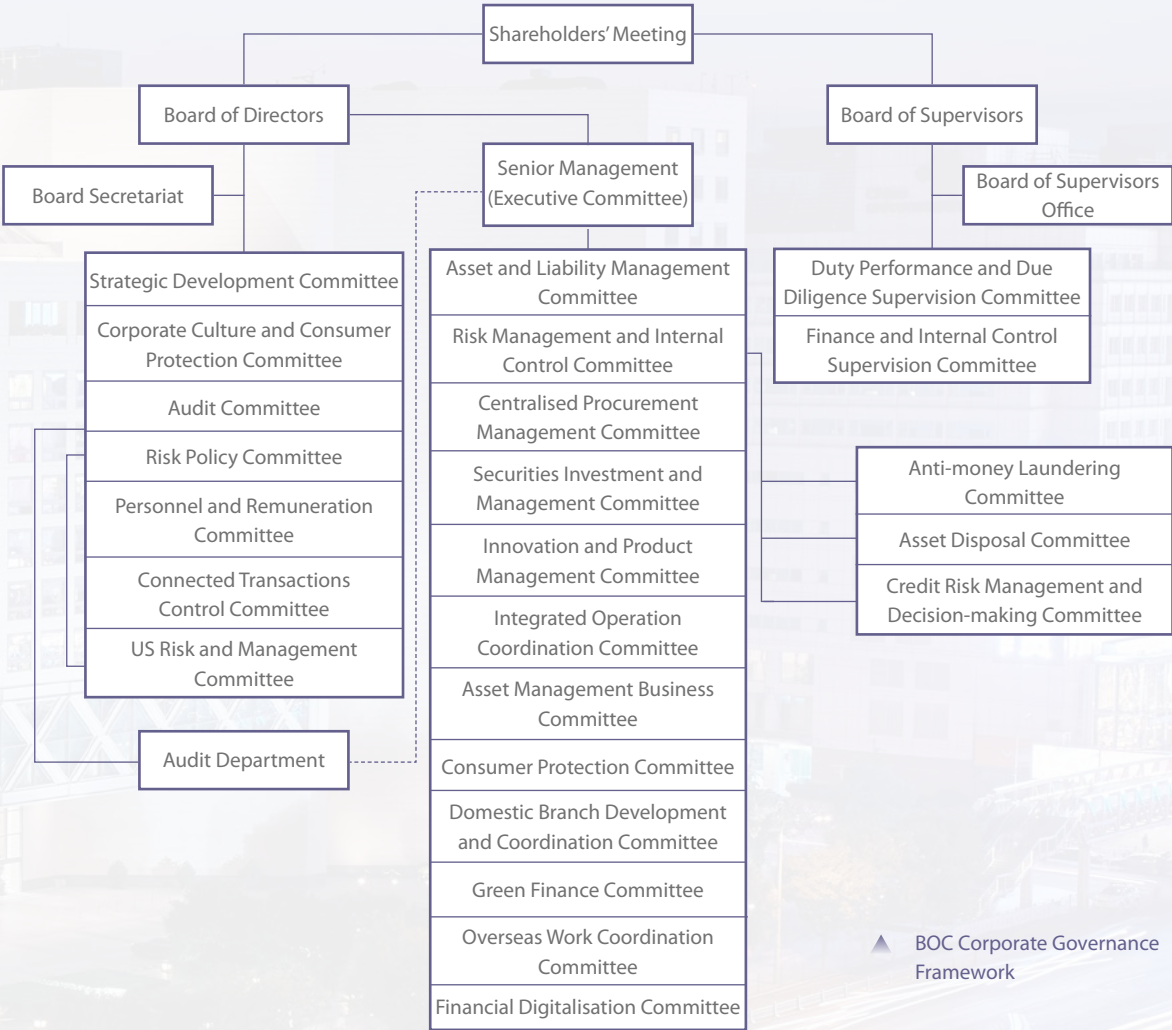 Shareholders’ Meeting
Board of Directors
Board of Supervisors
Board Secretariat
Senior Management
(Executive Committee)
Board of Supervisors
Office
Strategic Development Committee
Corporate Culture and Consumer
Protection Committee
Audit Committee
Risk Policy Committee
Personnel and Remuneration
Committee
Connected Transactions
Control Committee
US Risk and Management
Committee
Audit Department
Asset and Liability Management
Committee
Risk Management and Internal
Control Committee
Centralised Procurement
Management Committee
Securities Investment and
Management Committee
Innovation and Product
Management Committee
Integrated Operation
Coordination Committee
Asset Management Business
Committee
Consumer Protection Committee
Domestic Branch Development
and Coordination Committee
Green Finance Committee
Overseas Work Coordination
Committee
Financial Digitalisation Committee
Duty Performance and Due
Diligence Supervision Committee
Finance and Internal Control
Supervision Committee
Anti-money Laundering
Committee
Asset Disposal Committee
Credit Risk Management and
Decision-making Committee
BOC Corporate Governance
Framework